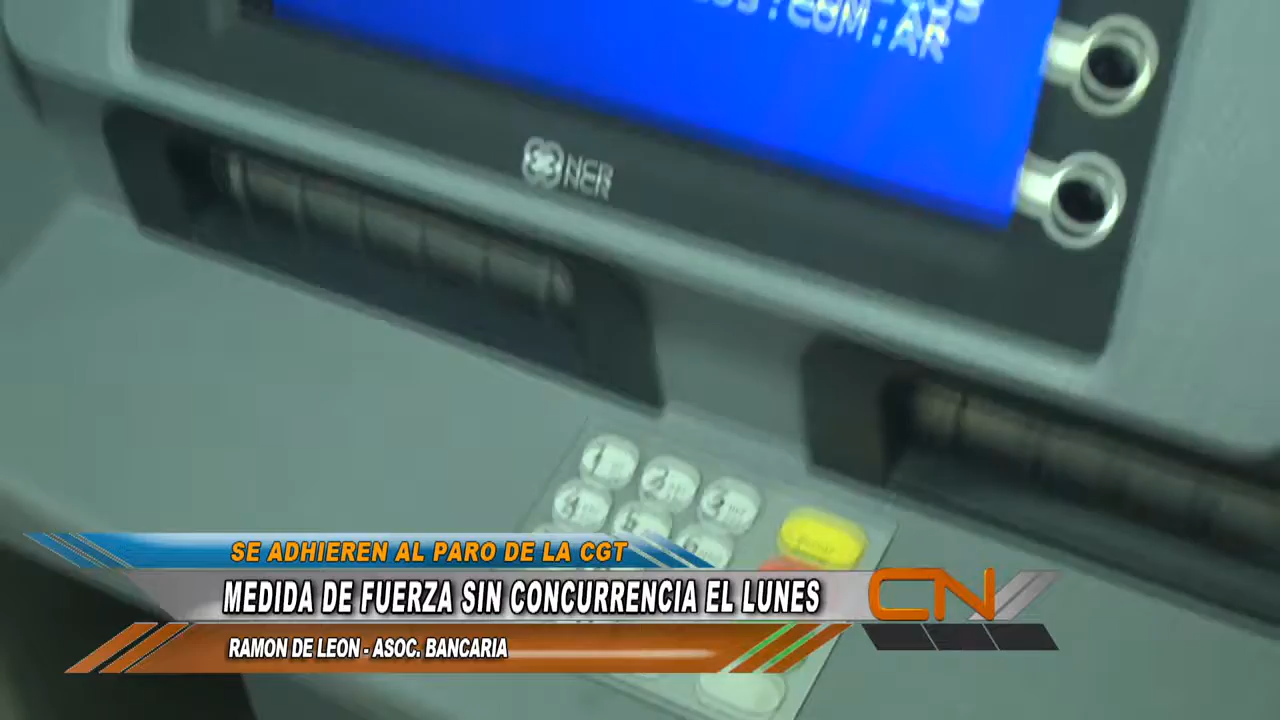 .COM.AR
NCR
SE ADHIEREN AL PARO DE LA CGT
MEDIDA DE FUERZA SIN CONCURRENCIA EL LUNES
CN
RAMON DE LEON - ASOC. BANCARIA